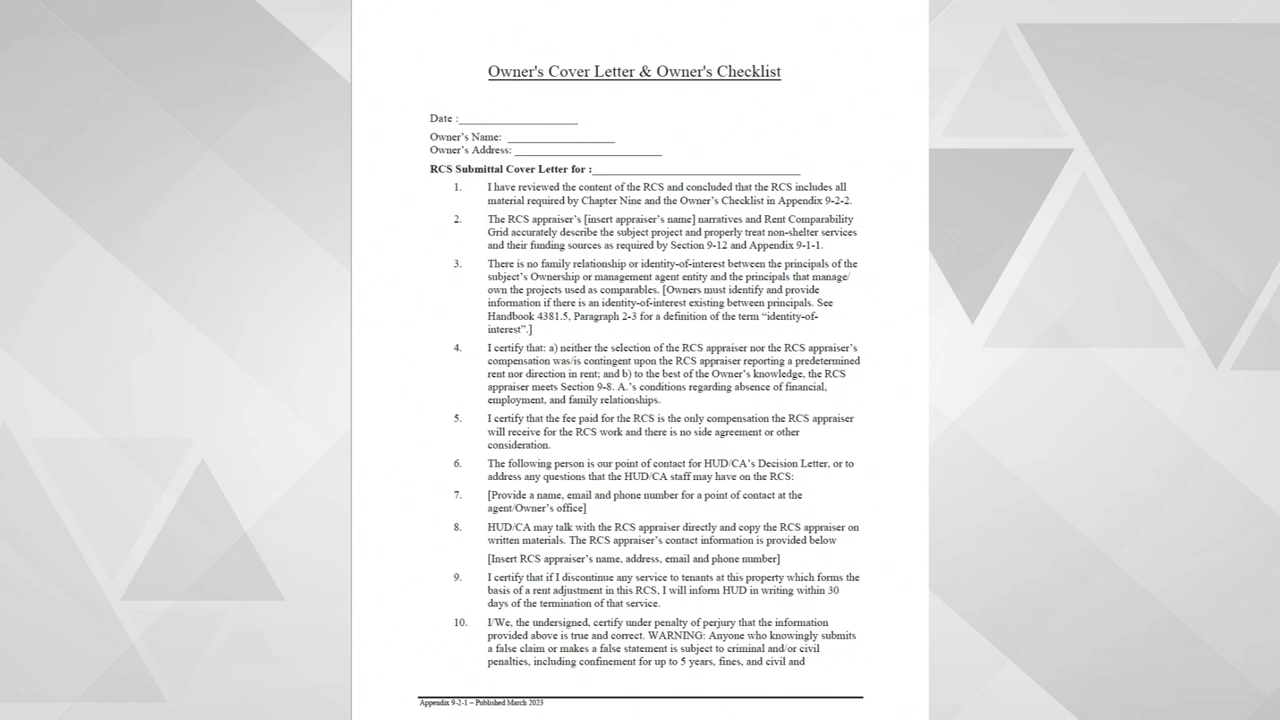 Owner's Cover Letter & Owner's Checklist
Date :____________________
Owner’s Name: __________________
Owner’s Address: _________________________
RCS Submittal Cover Letter for :___________________________________
1. I have reviewed the content of the RCS and concluded that the RCS includes all
material required by Chapter Nine and the Owner’s Checklist in Appendix 9-2-2.
2. The RCS appraiser’s [insert appraiser’s name] narratives and Rent Comparability
Grid accurately describe the subject project and properly treat non-shelter services
and their funding sources as required by Section 9-12 and Appendix 9-1-1.
3. There is no family relationship or identity-of-interest between the principals of the
subject’s Ownership or management agent entity and the principals that manage/
own the projects used as comparables. [Owners must identify and provide
information if there is an identity-of-interest existing between principals. See
Handbook 4381.5, Paragraph 2-3 for a definition of the term “identity-of-
interest”.]
4. I certify that: a) neither the selection of the RCS appraiser nor the RCS appraiser’s
compensation was/is contingent upon the RCS appraiser reporting a predetermined
rent nor direction in rent; and b) to the best of the Owner’s knowledge, the RCS
appraiser meets Section 9-8. A.’s conditions regarding absence of financial,
employment, and family relationships.
5. I certify that the fee paid for the RCS is the only compensation the RCS appraiser
will receive for the RCS work and there is no side agreement or other
consideration.
6. The following person is our point of contact for HUD/CA’s Decision Letter, or to
address any questions that the HUD/CA staff may have on the RCS:
7. [Provide a name, email and phone number for a point of contact at the
agent/Owner’s office]
8. HUD/CA may talk with the RCS appraiser directly and copy the RCS appraiser on
written materials. The RCS appraiser’s contact information is provided below
[Insert RCS appraiser’s name, address, email and phone number]
9. I certify that if I discontinue any service to tenants at this property which forms the
basis of a rent adjustment in this RCS, I will inform HUD in writing within 30
days of the termination of that service.
10. I/We, the undersigned, certify under penalty of perjury that the information
provided above is true and correct. WARNING: Anyone who knowingly submits
a false claim or makes a false statement is subject to criminal and/or civil
penalties, including confinement for up to 5 years, fines, and civil and
Appendix 9-2-1 – Published March 2023